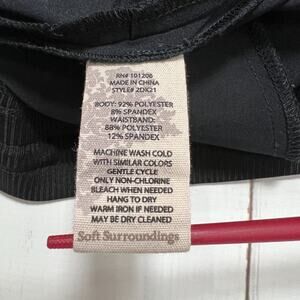 RN# 101206
MADE IN CHINA
STYLE# 2DX21
BODY: 92% POLYESTER
8% SPANDEX
WAISTBAND:
88% POLYESTER
12% SPANDEX
MACHINE WASH COLD
WITH SIMILAR COLORS
GENTLE CYCLE
ONLY NON-CHLORINE
BLEACH WHEN NEEDED
HANG TO DRY
WARM IRON IF NEEDED
MAY BE DRY CLEANED
Soft Surroundings